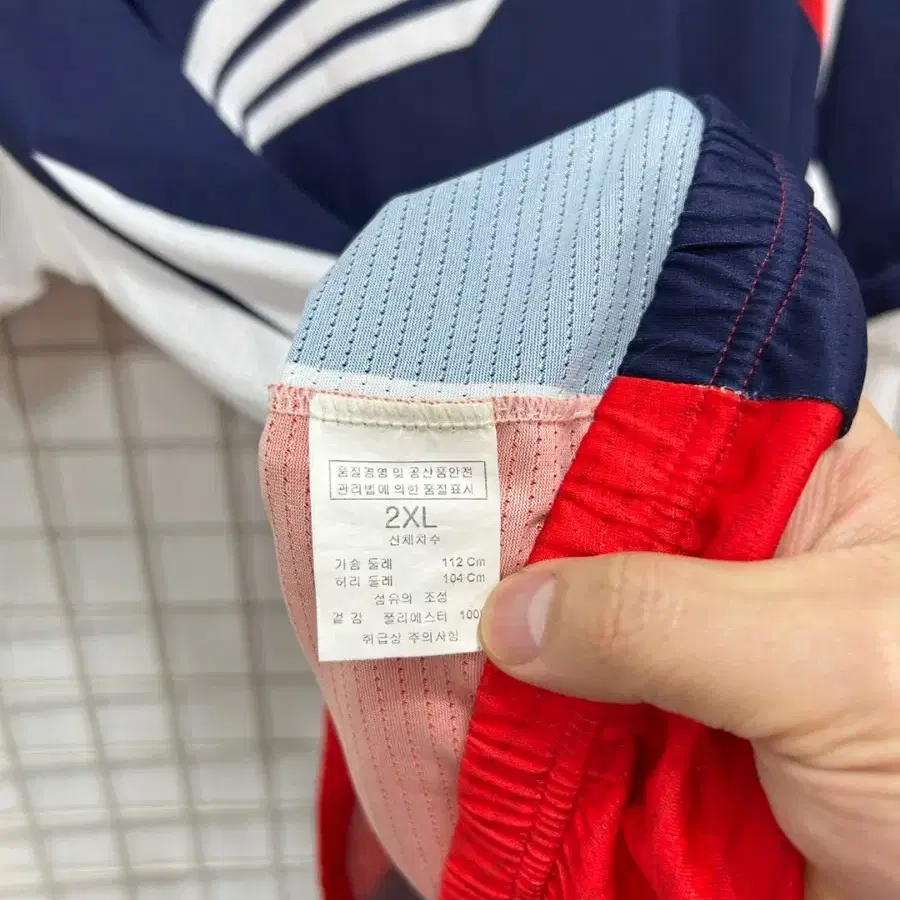 품질경영및 공산품안전
관리법에 의한 품질표시
2XL
신체치수
가슴 둘레 112 Cm
허리 둘레 104 Cm
섬유의 조성
겉 감 폴리에스터 100
취급상 주의사항